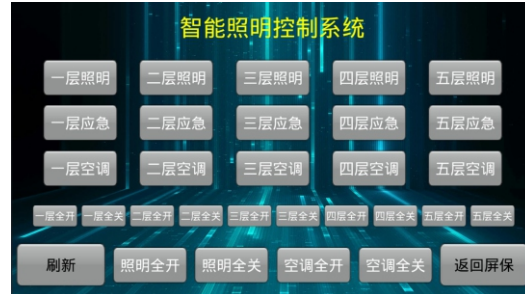 智能照明控制系统
一层照明 二层照明 三层照明 四层照明 五层照明
一层应急 二层应急 三层应急 四层应急 五层应急
一层空调 二层空调 三层空调 四层空调 五层空调
一层全开 一层全关 二层全开 二层全关 三层全开 三层全关 四层全开 四层全关 五层全开 五层全关
刷新 照明全开 照明全关 空调全开 空调全关 返回屏保